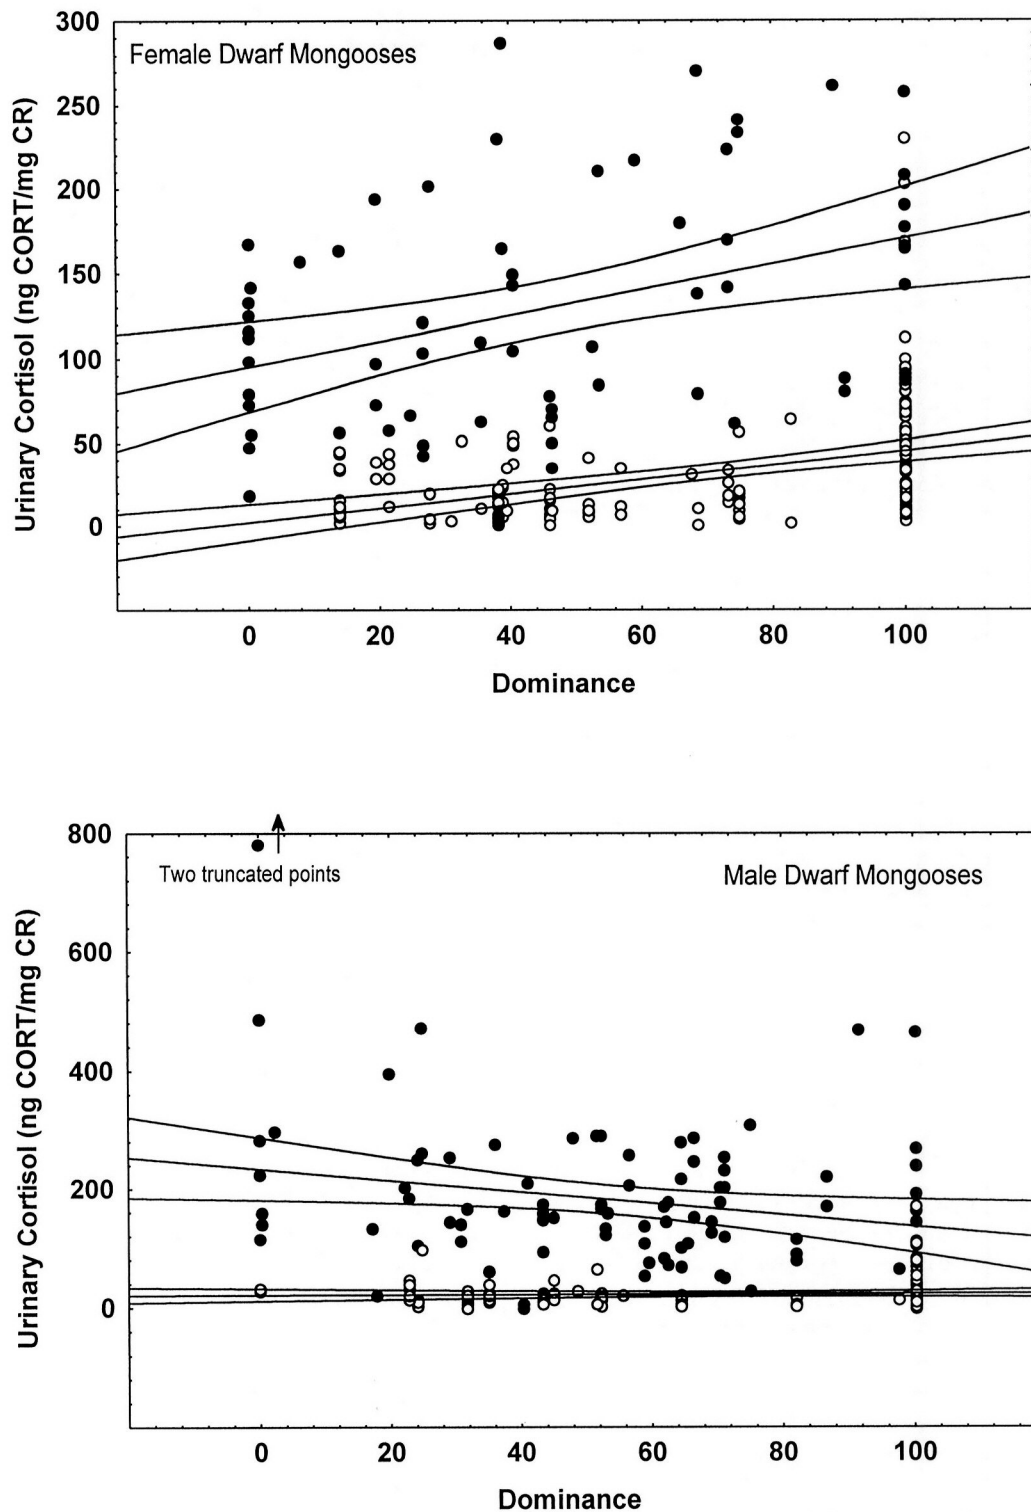 Female Dwarf Mongooses
Urinary Cortisol (ng CORT/mg CR)
300
250
200
150
100
50
0
0 20 40 60 80 100
Dominance
Two truncated points
Male Dwarf Mongooses
Urinary Cortisol (ng CORT/mg CR)
800
600
400
200
0
0 20 40 60 80 100
Dominance